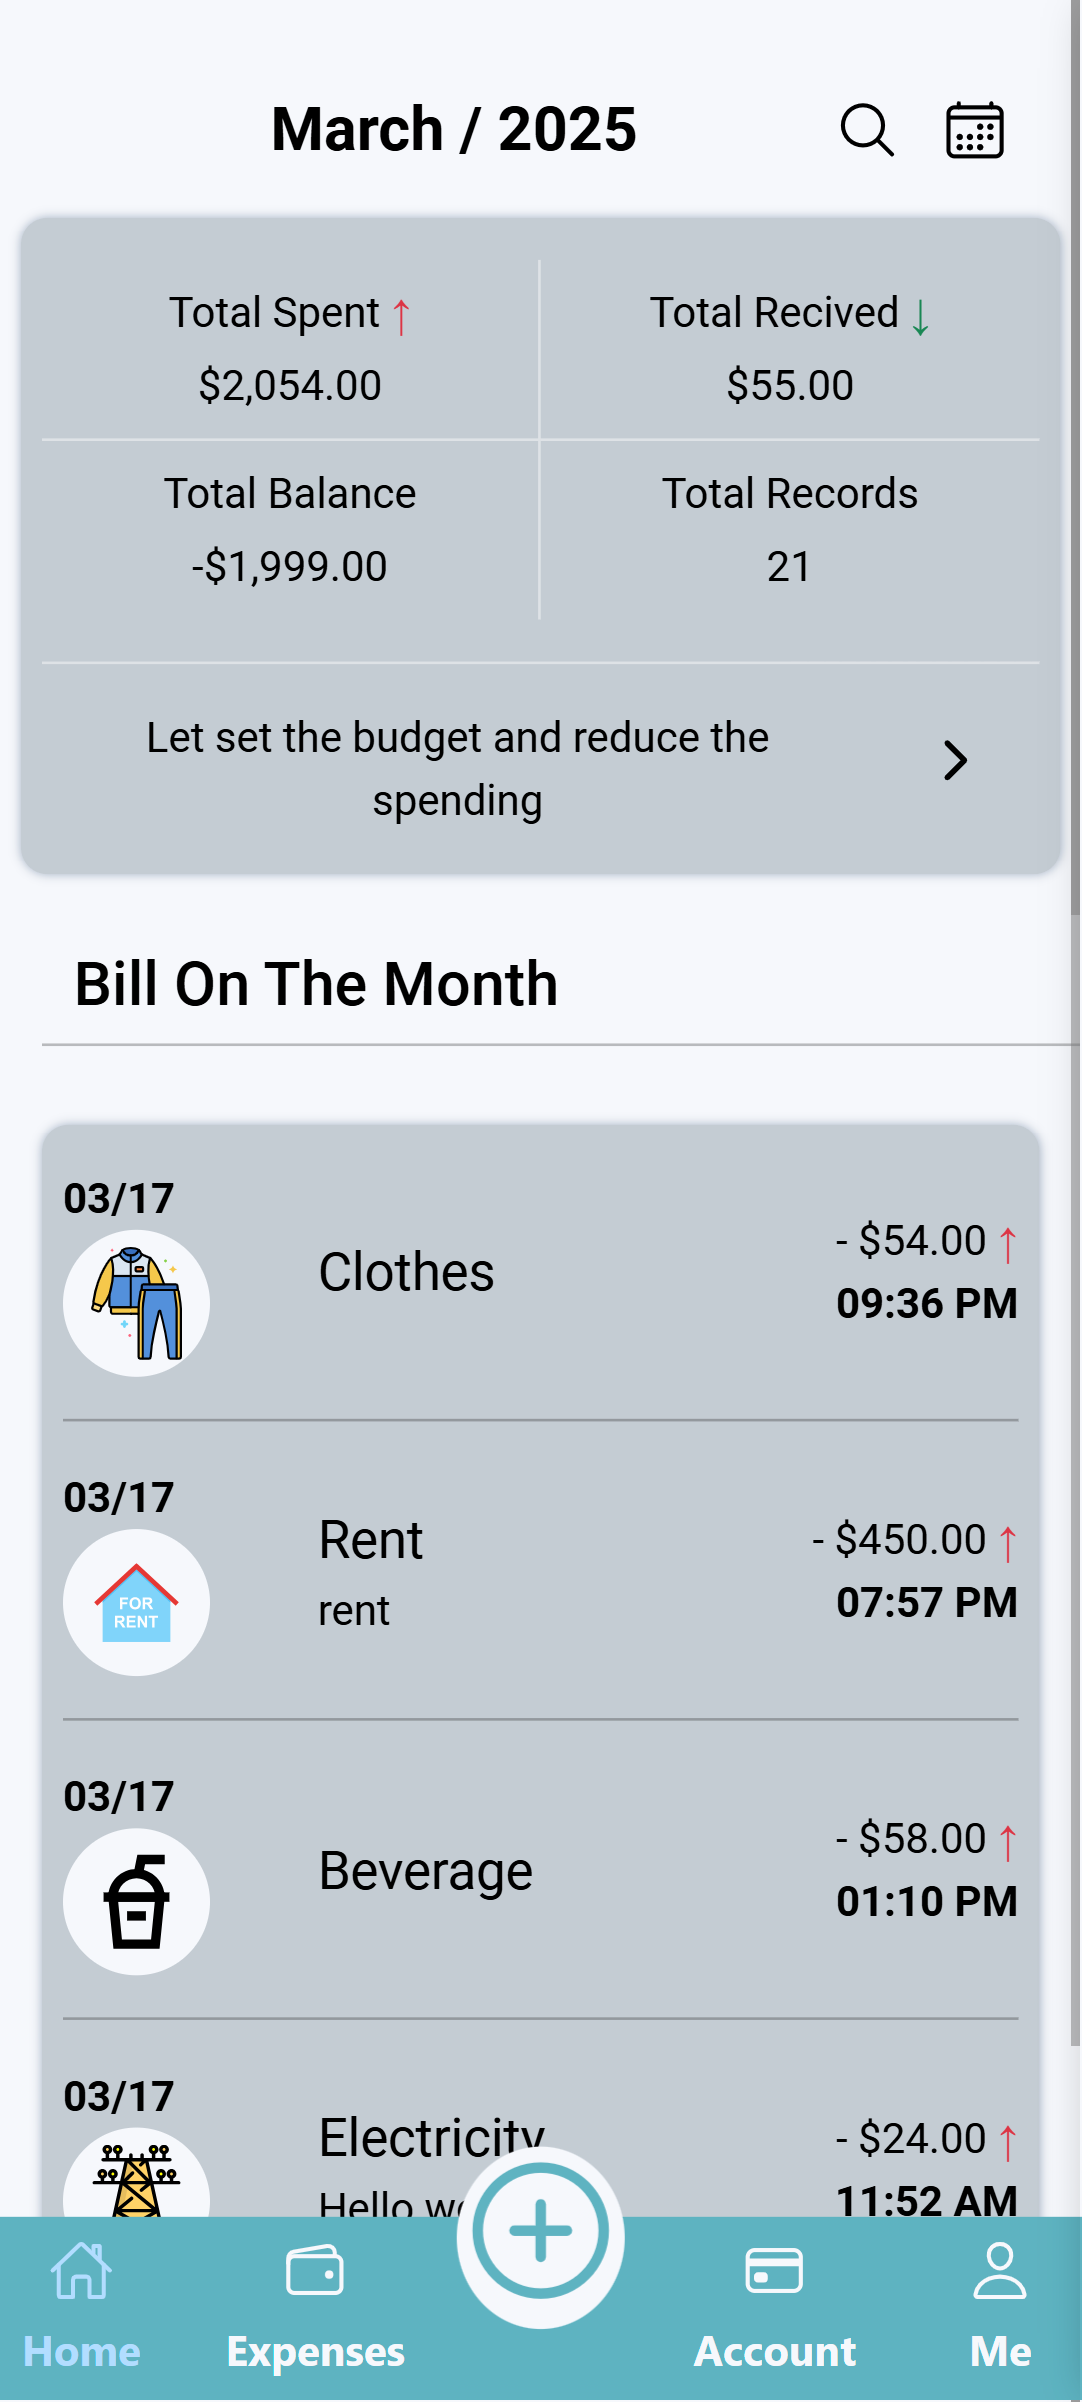 March / 2025
Total Spent ↑
Total Recived ↓
$2,054.00
$55.00
Total Balance
Total Records
-$1,999.00
21
Let set the budget and reduce the
spending
Bill On The Month
03/17
Clothes
- $54.00 ↑
09:36 PM
03/17
FOR
RENT
Rent
rent
- $450.00 ↑
07:57 PM
03/17
Beverage
- $58.00 ↑
01:10 PM
03/17
Electricity
Hello
- $24.00 ↑
11:52 AM
Home
Expenses
Account
Me